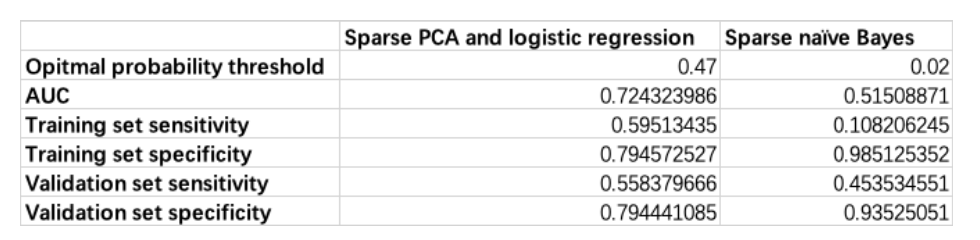 Sparse PCA and logistic regression Sparse naïve Bayes
Opitmal probability threshold 0.47 0.02
AUC 0.724323986 0.51508871
Training set sensitivity 0.59513435 0.108206245
Training set specificity 0.794572527 0.985125352
Validation set sensitivity 0.558379666 0.453534551
Validation set specificity 0.794441085 0.93525051